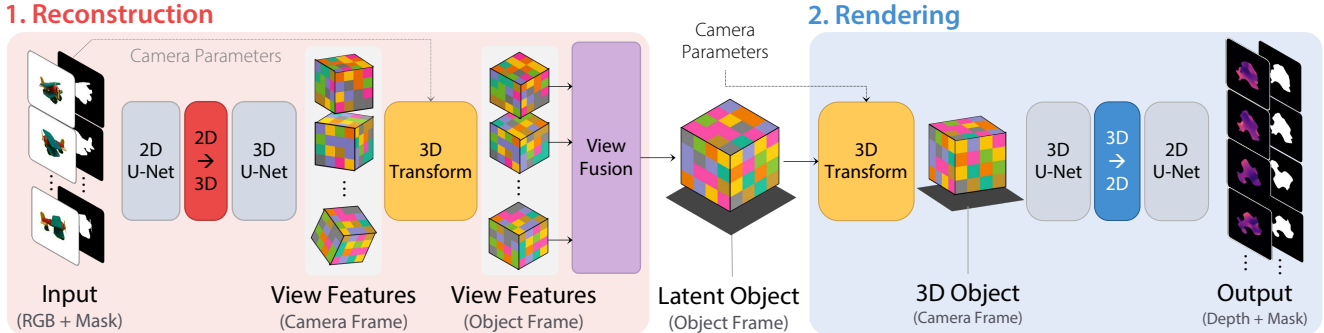 1. Reconstruction
2. Rendering
Camera Parameters
Camera
Parameters
2D
U-Net
2D
→
3D
3D
U-Net
3D
Transform
View
Fusion
3D
Transform
3D
U-Net
3D
→
2D
2D
U-Net
Input
(RGB + Mask)
View Features
(Camera Frame)
View Features
(Object Frame)
Latent Object
(Object Frame)
3D Object
(Camera Frame)
Output
(Depth + Mask)